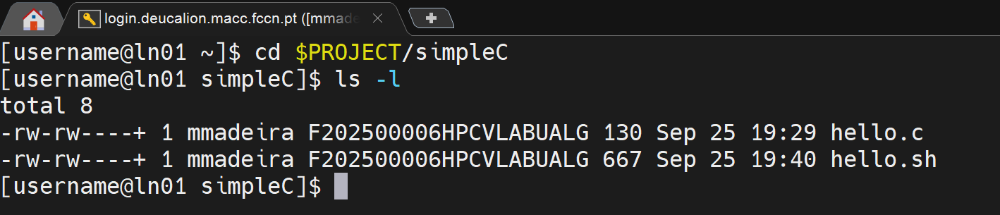 login.deucalion.macc.fccn.pt ([mmade
[username@ln01 ~]$ cd $PROJECT/simpleC
[username@ln01 simpleC]$ ls -l
total 8
-rw-rw----+ 1 mmadeira F202500006HPCVLABUALG 130 Sep 25 19:29 hello.c
-rw-rw----+ 1 mmadeira F202500006HPCVLABUALG 667 Sep 25 19:40 hello.sh
[username@ln01 simpleC]$